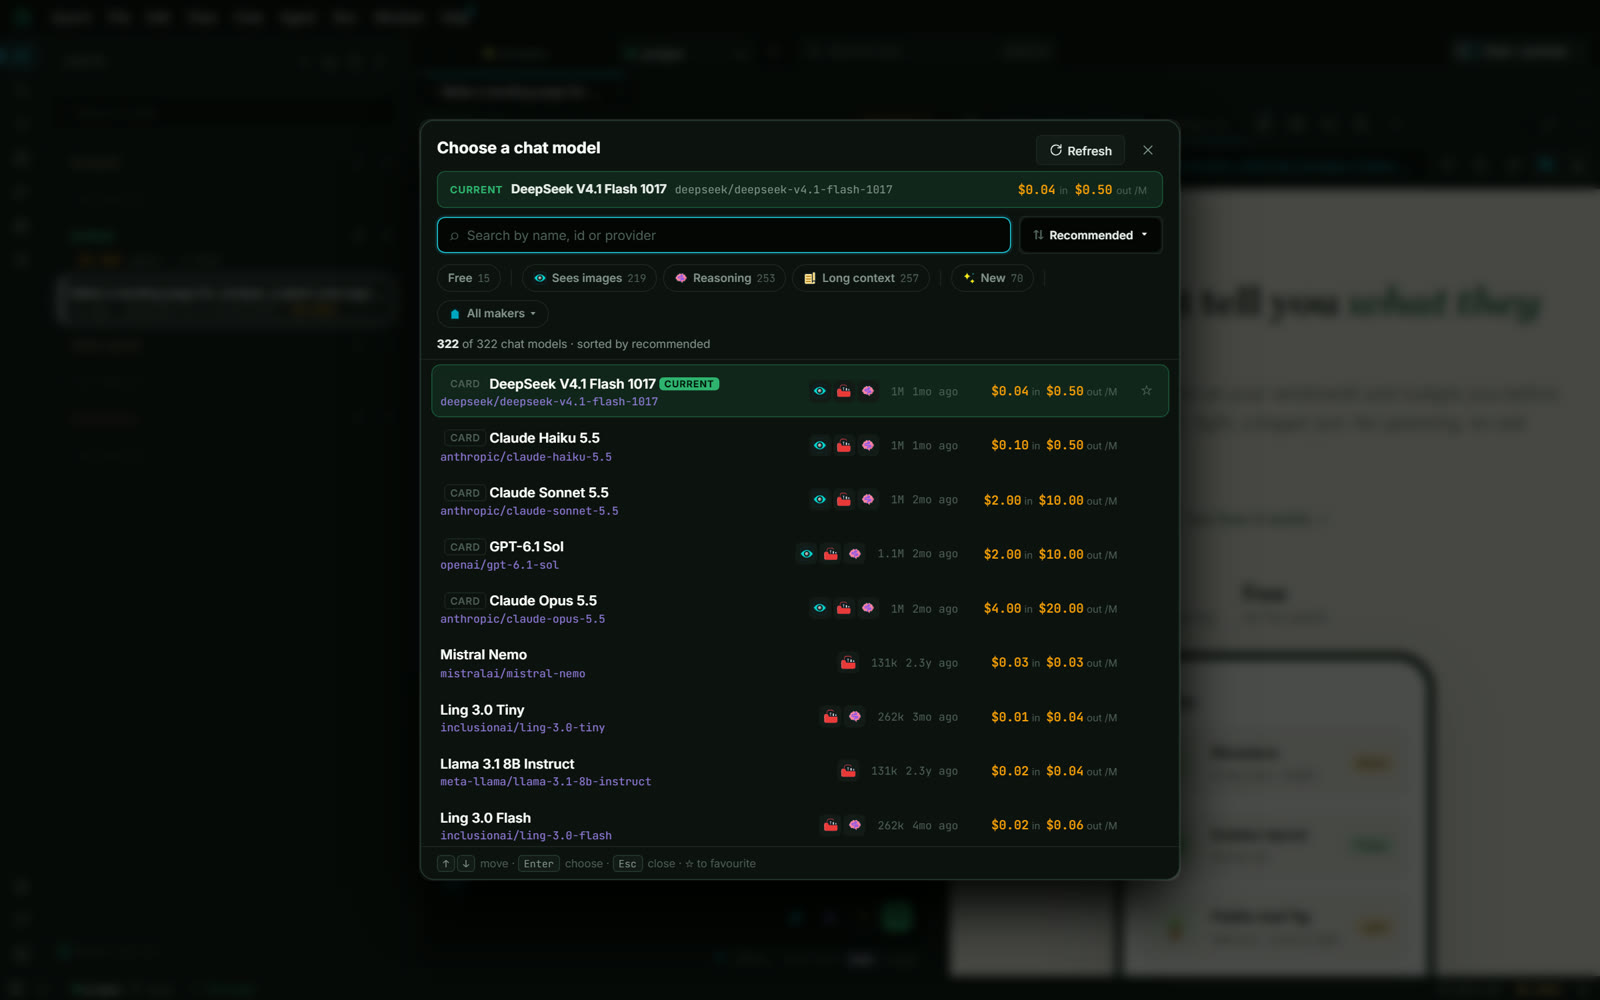 Choose a chat model
Refresh
CURRENT DeepSeek V4.1 Flash 1017 deepseek/deepseek-v4.1-flash-1017 $0.04 in $0.50 out /M
Search by name, id or provider
Recommended
Free 15 Sees images 219 Reasoning 253 Long context 257 New 70
All makers
322 of 322 chat models · sorted by recommended
CARD DeepSeek V4.1 Flash 1017 CURRENT 1M 1mo ago $0.04 in $0.50 out /M
deepseek/deepseek-v4.1-flash-1017
CARD Claude Haiku 5.5 1M 1mo ago $0.10 in $0.50 out /M
anthropic/claude-haiku-5.5
CARD Claude Sonnet 5.5 1M 2mo ago $2.00 in $10.00 out /M
anthropic/claude-sonnet-5.5
CARD GPT-6.1 Sol 1.1M 2mo ago $2.00 in $10.00 out /M
openai/gpt-6.1-sol
CARD Claude Opus 5.5 1M 2mo ago $4.00 in $20.00 out /M
anthropic/claude-opus-5.5
Mistral Nemo 131k 2.3y ago $0.03 in $0.03 out /M
mistralai/mistral-nemo
Ling 3.0 Tiny 262k 3mo ago $0.01 in $0.04 out /M
inclusionai/ling-3.0-tiny
Llama 3.1 8B Instruct 131k 2.3y ago $0.02 in $0.04 out /M
meta-llama/llama-3.1-8b-instruct
Ling 3.0 Flash 262k 4mo ago $0.02 in $0.06 out /M
inclusionai/ling-3.0-flash
↑ ↓ move · Enter choose · Esc close · ☆ to favourite
tell you what they
Free